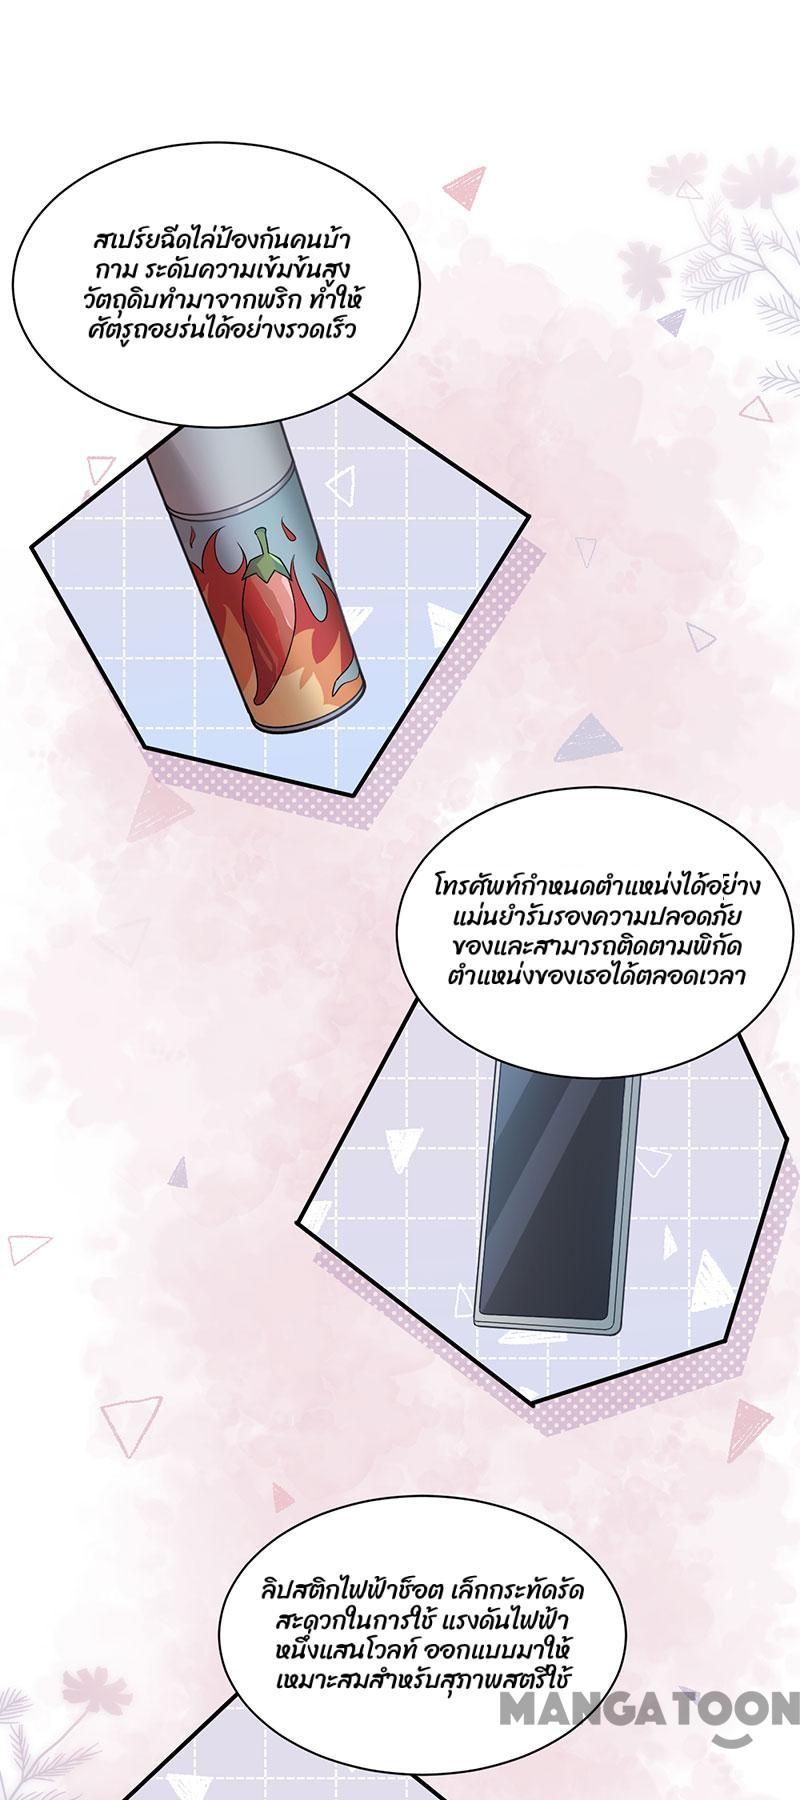 สเปร์ยฉีดไล่ป้องกันคนบ้า
กาม ระดับความเข้มข้นสูง
วัตถุดิบทำมาจากพริก ทำให้
ศัตรูถอยร่นได้อย่างรวดเร็ว
โทรศัพท์กำหนดตำแหน่งได้อย่าง
แม่นยำรับรองความปลอดภัย
ของและสามารถติดตามพิกัด
ตำแหน่งของเธอได้ตลอดเวลา
ลิปสติกไฟฟ้าช็อต เล็กกระทัดรัด
สะดวกในการใช้ แรงดันไฟฟ้า
หนึ่งแสนโวลท์ ออกแบบมาให้
เหมาะสมสำหรับสุภาพสตรีใช้
MANGATOON